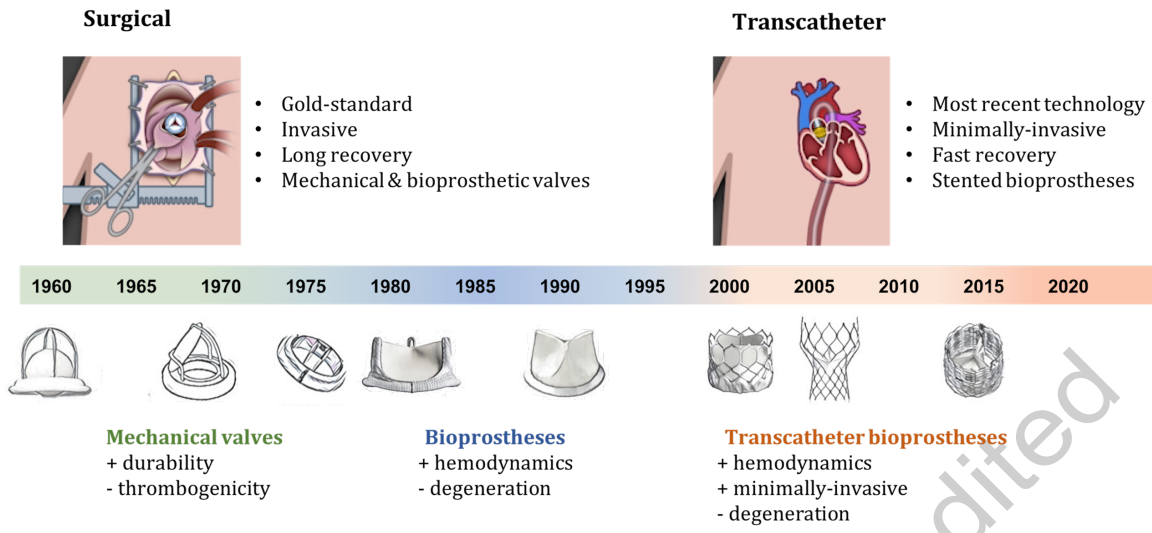 Surgical
• Gold-standard
• Invasive
• Long recovery
• Mechanical & bioprosthetic valves
Transcatheter
• Most recent technology
• Minimally-invasive
• Fast recovery
• Stented bioprostheses
1960 1965 1970 1975 1980 1985 1990 1995 2000 2005 2010 2015 2020
Mechanical valves
+ durability
- thrombogenicity
Bioprostheses
+ hemodynamics
- degeneration
Transcatheter bioprostheses
+ hemodynamics
+ minimally-invasive
- degeneration
dited